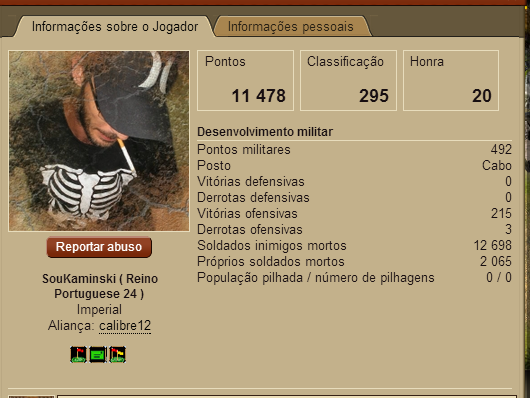 Informações sobre o Jogador
Informações pessoais
Pontos
11 478
Classificação
295
Honra
20
Desenvolvimento militar
Pontos militares 492
Posto Cabo
Vitórias defensivas 0
Derrotas defensivas 0
Vitórias ofensivas 215
Derrotas ofensivas 3
Soldados inimigos mortos 12 698
Próprios soldados mortos 2 065
População pilhada / número de pilhagens 0 / 0
Reportar abuso
SouKaminski ( Reino
Portuguese 24 )
Imperial
Aliança: calibre12